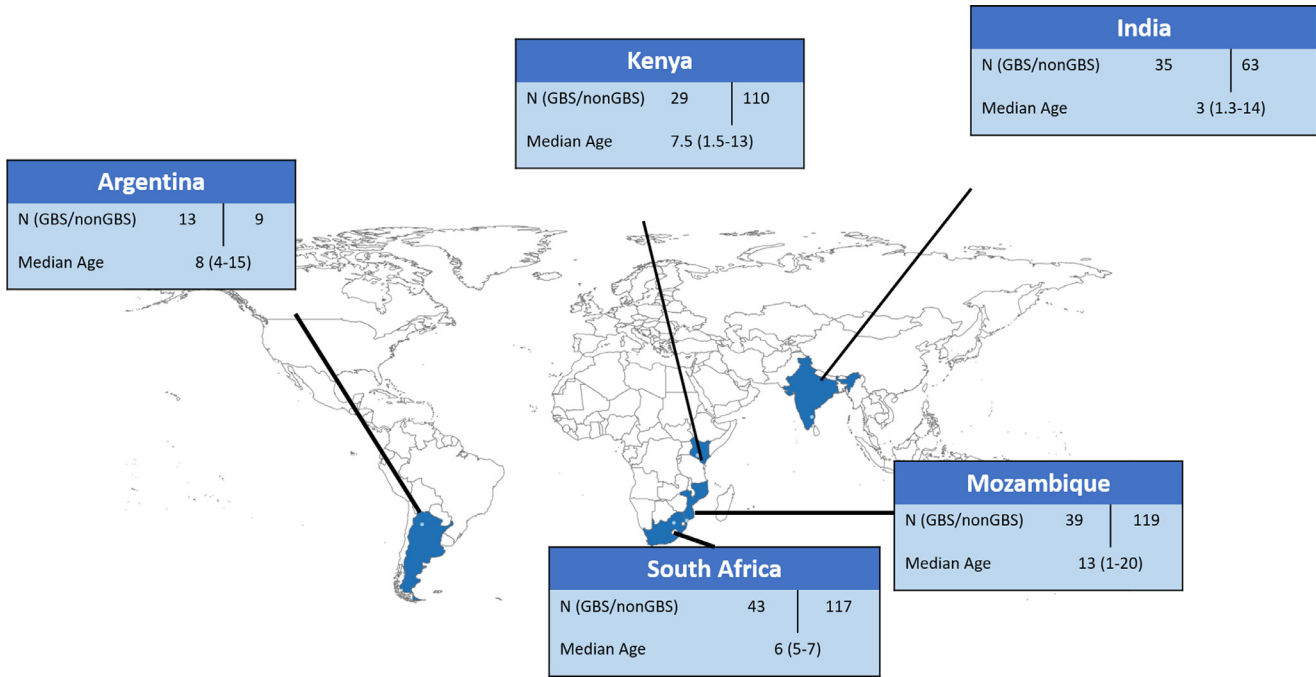 India
N (GBS/nonGBS) 35 63
Median Age 3 (1.3-14)
Kenya
N (GBS/nonGBS) 29 110
Median Age 7.5 (1.5-13)
Argentina
N (GBS/nonGBS) 13 9
Median Age 8 (4-15)
Mozambique
N (GBS/nonGBS) 39 119
Median Age 13 (1-20)
South Africa
N (GBS/nonGBS) 43 117
Median Age 6 (5-7)